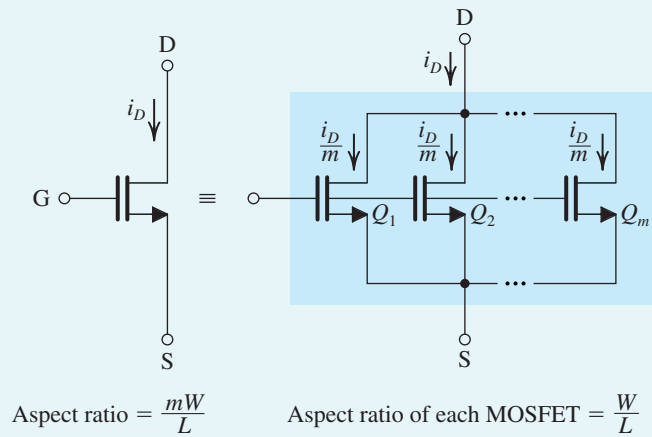 D
D
i_D
i_D
i_D/m
i_D/m
...
i_D/m
G
≡
Q_1
Q_2
...
Q_m
...
S
S
Aspect ratio = mW/L
Aspect ratio of each MOSFET = W/L